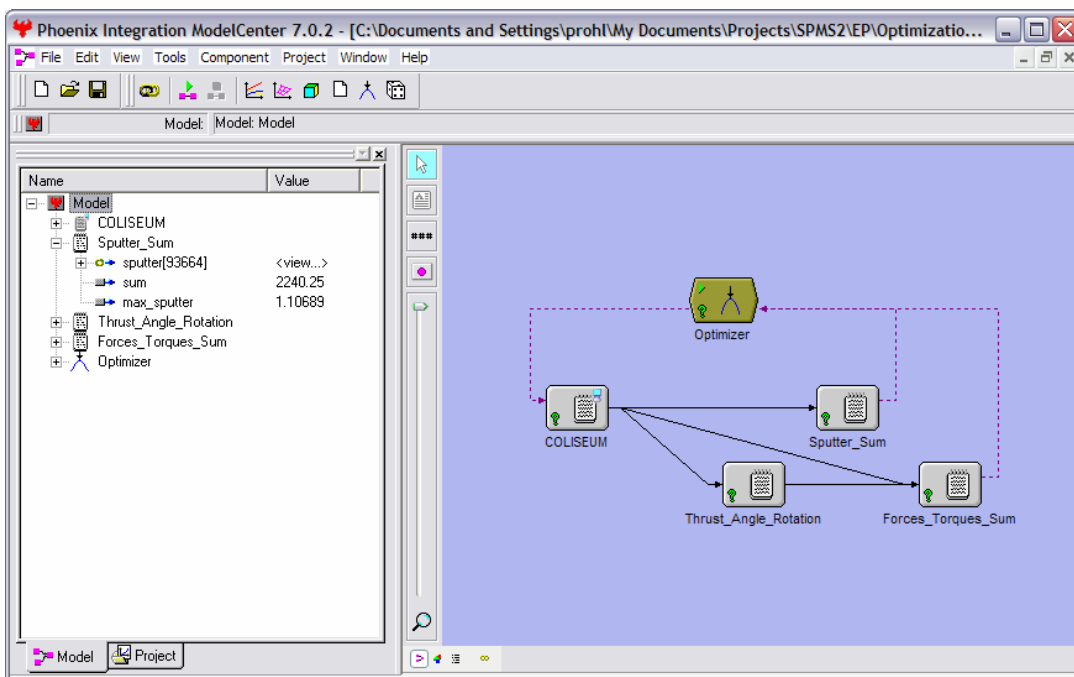 Phoenix Integration ModelCenter 7.0.2 - [C:\Documents and Settings\prohl\My Documents\Projects\SPMS2\EP\Optimizatio...
File Edit View Tools Component Project Window Help
Model: Model: Model
Name Value
Model
COLISEUM
Sputter_Sum
sputter[93664] <view...>
sum 2240.25
max_sputter 1.10689
Thrust_Angle_Rotation
Forces_Torques_Sum
Optimizer
###
Optimizer
COLISEUM
Sputter_Sum
Thrust_Angle_Rotation
Forces_Torques_Sum
Model Project